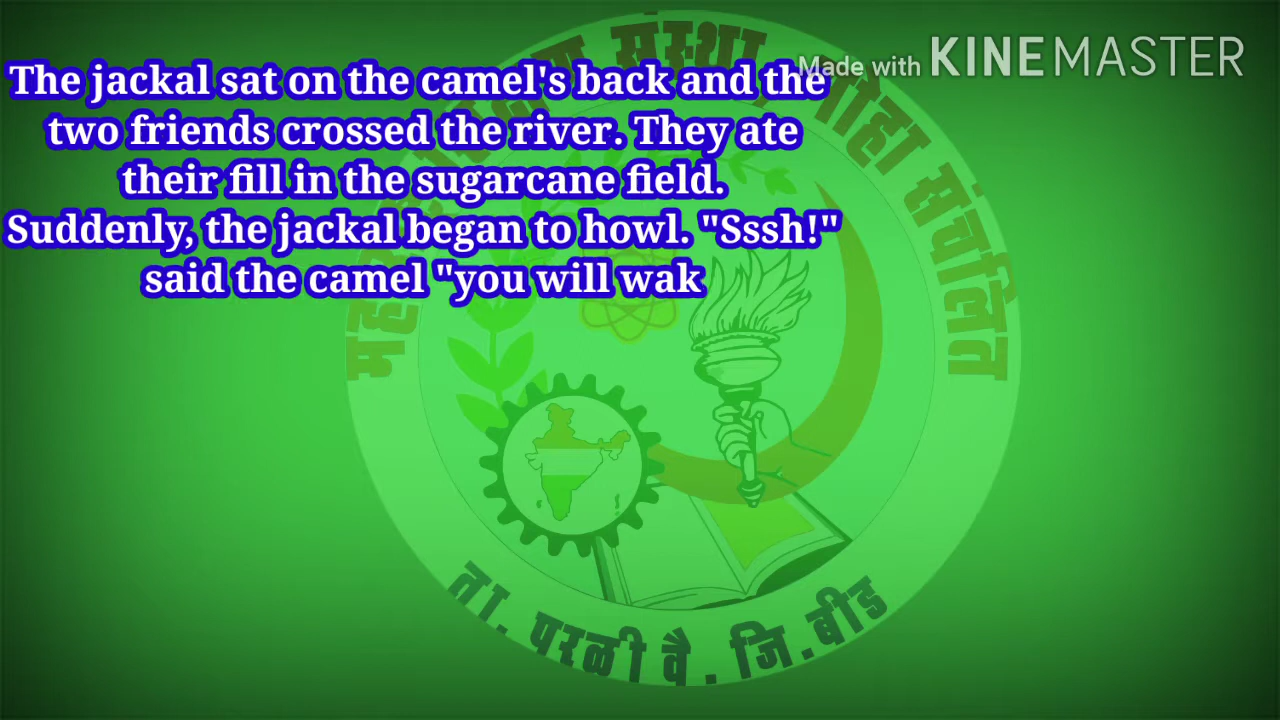 The jackal sat on the camel's back and the
two friends crossed the river. They ate
their fill in the sugarcane field.
Suddenly, the jackal began to howl. "Sssh!"
said the camel "you will wak
Made with KINEMASTER
संचलित
ता. परळी वै. जि. बीड